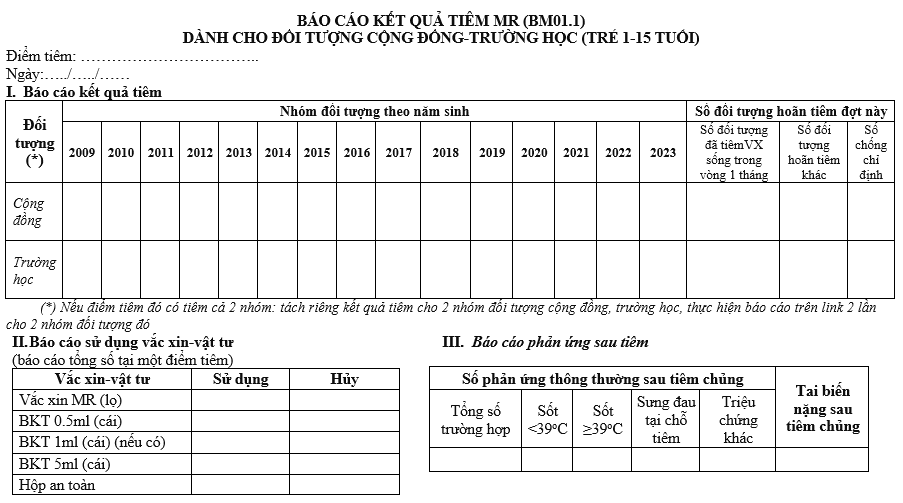 BÁO CÁO KẾT QUẢ TIÊM MR (BM01.1)
DÀNH CHO ĐỐI TƯỢNG CỘNG ĐỒNG-TRƯỜNG HỌC (TRẺ 1-15 TUỔI)
Điểm tiêm: ……………………………..
Ngày:…../…../……
I. Báo cáo kết quả tiêm
Đối tượng (*) Nhóm đối tượng theo năm sinh Số đối tượng hoãn tiêm đợt này
2009 2010 2011 2012 2013 2014 2015 2016 2017 2018 2019 2020 2021 2022 2023 Số đối tượng đã tiêmVX sống trong vòng 1 tháng Số đối tượng hoãn tiêm khác Số chống chỉ định
Cộng đồng
Trường học
(*) Nếu điểm tiêm đó có tiêm cả 2 nhóm: tách riêng kết quả tiêm cho 2 nhóm đối tượng cộng đồng, trường học, thực hiện báo cáo trên link 2 lần
cho 2 nhóm đối tượng đó
II.Báo cáo sử dụng vắc xin-vật tư
(báo cáo tổng số tại một điểm tiêm)
Vắc xin-vật tư Sử dụng Hủy
Vắc xin MR (lọ)
BKT 0.5ml (cái)
BKT 1ml (cái) (nếu có)
BKT 5ml (cái)
Hộp an toàn
III. Báo cáo phản ứng sau tiêm
Số phản ứng thông thường sau tiêm chủng Tai biến nặng sau tiêm chủng
Tổng số trường hợp Sốt <39°C Sốt ≥39°C Sưng đau tại chỗ tiêm Triệu chứng khác